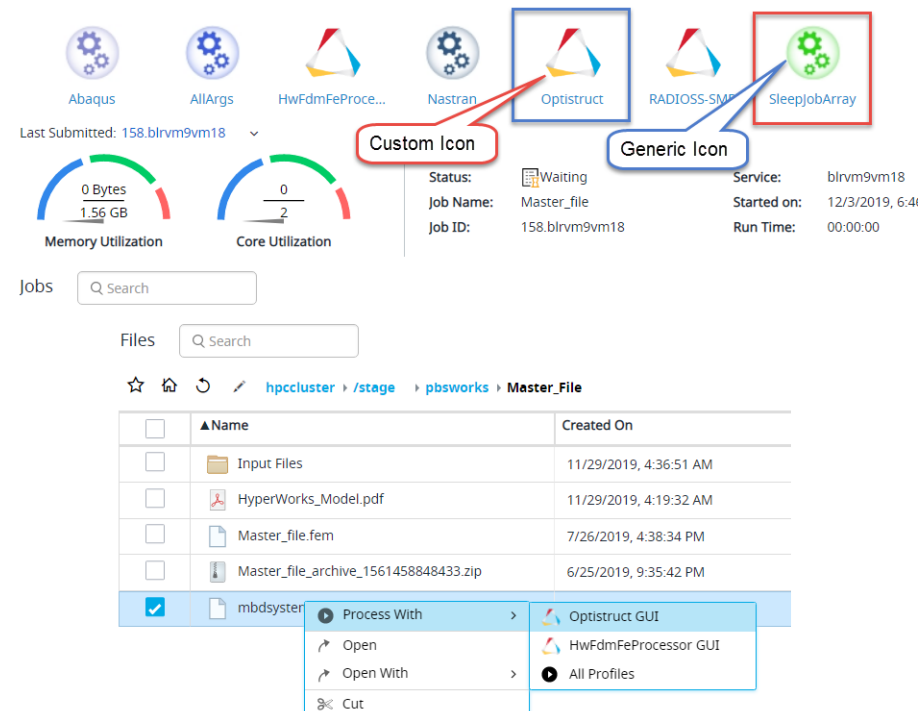 Abaqus AllArgs HwFdmFeProce... Nastran Optistruct RADIOSS-SMP SleepJobArray
Custom Icon
Generic Icon
Last Submitted: 158.blrvm9vm18
0 Bytes
1.56 GB
Memory Utilization
0
2
Core Utilization
Status: Waiting Service: blrvm9vm18
Job Name: Master_file Started on: 12/3/2019, 6:46
Job ID: 158.blrvm9vm18 Run Time: 00:00:00
Jobs Search
Files Search
hpccluster /stage pbsworks Master_File
Name Created On
Input Files 11/29/2019, 4:36:51 AM
HyperWorks_Model.pdf 11/29/2019, 4:19:32 AM
Master_file.fem 7/26/2019, 4:38:34 PM
Master_file_archive_1561458848433.zip 6/25/2019, 9:35:42 PM
mbdsystem
Process With
Open
Open With
Cut
Optistruct GUI
HwFdmFeProcessor GUI
All Profiles